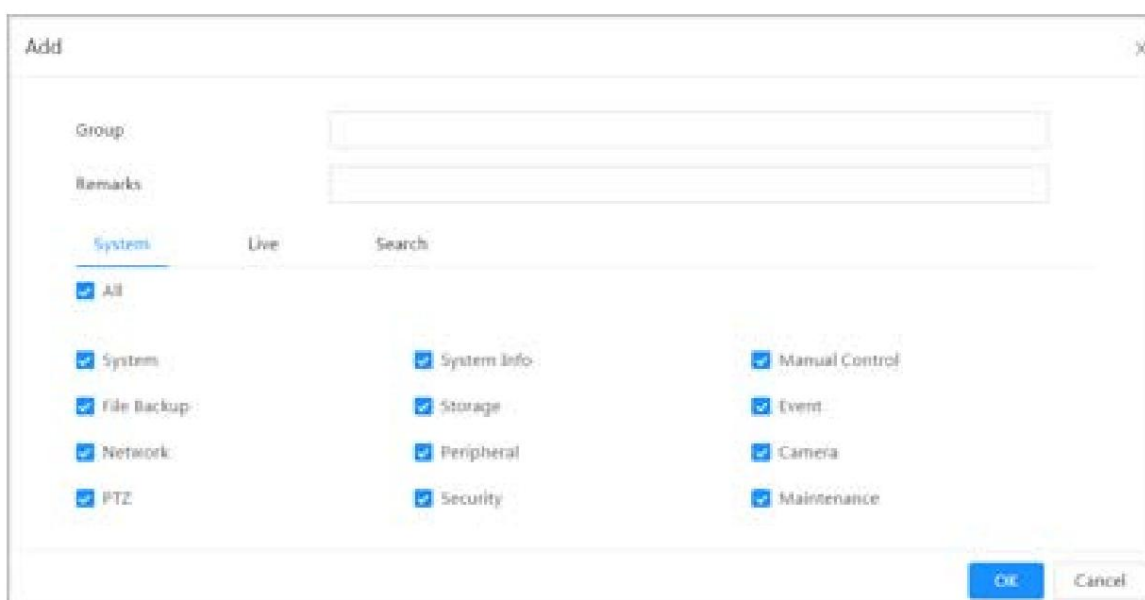 Add
Group
Remarks
System Live Search
All
System System Info Manual Control
File Backup Storage Event
Network Peripheral Camera
PTZ Security Maintenance
OK Cancel